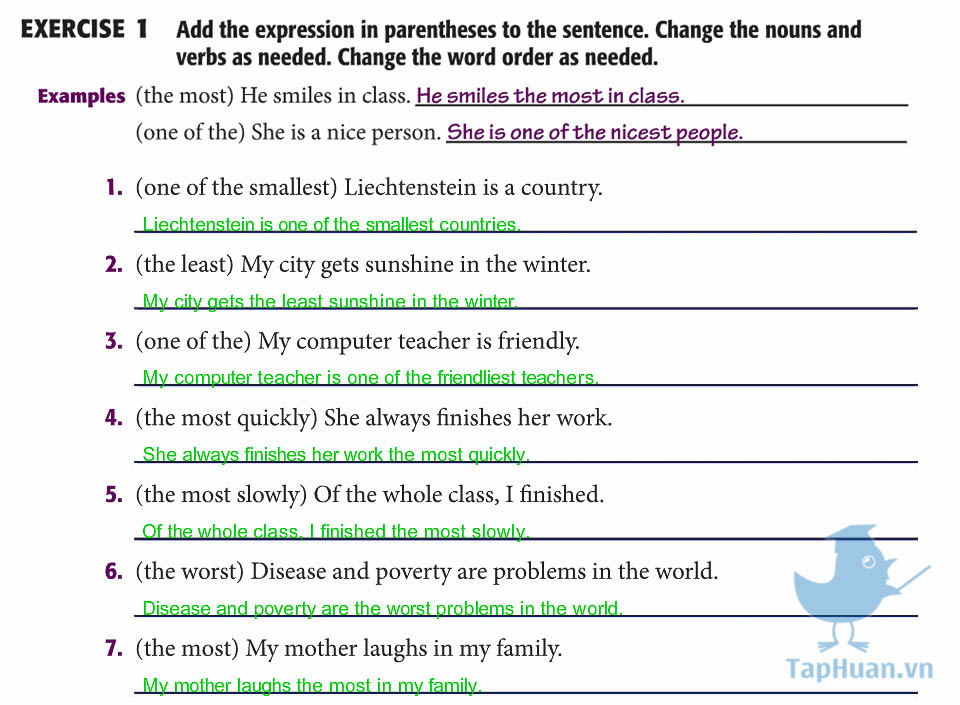 EXERCISE 1 Add the expression in parentheses to the sentence. Change the nouns and
verbs as needed. Change the word order as needed.
Examples (the most) He smiles in class. He smiles the most in class.
(one of the) She is a nice person. She is one of the nicest people.
1. (one of the smallest) Liechtenstein is a country.
Liechtenstein is one of the smallest countries.
2. (the least) My city gets sunshine in the winter.
My city gets the least sunshine in the winter.
3. (one of the) My computer teacher is friendly.
My computer teacher is one of the friendliest teachers.
4. (the most quickly) She always finishes her work.
She always finishes her work the most quickly.
5. (the most slowly) Of the whole class, I finished.
Of the whole class, I finished the most slowly.
6. (the worst) Disease and poverty are problems in the world.
Disease and poverty are the worst problems in the world.
7. (the most) My mother laughs in my family.
My mother laughs the most in my family.
TapHuan.vn